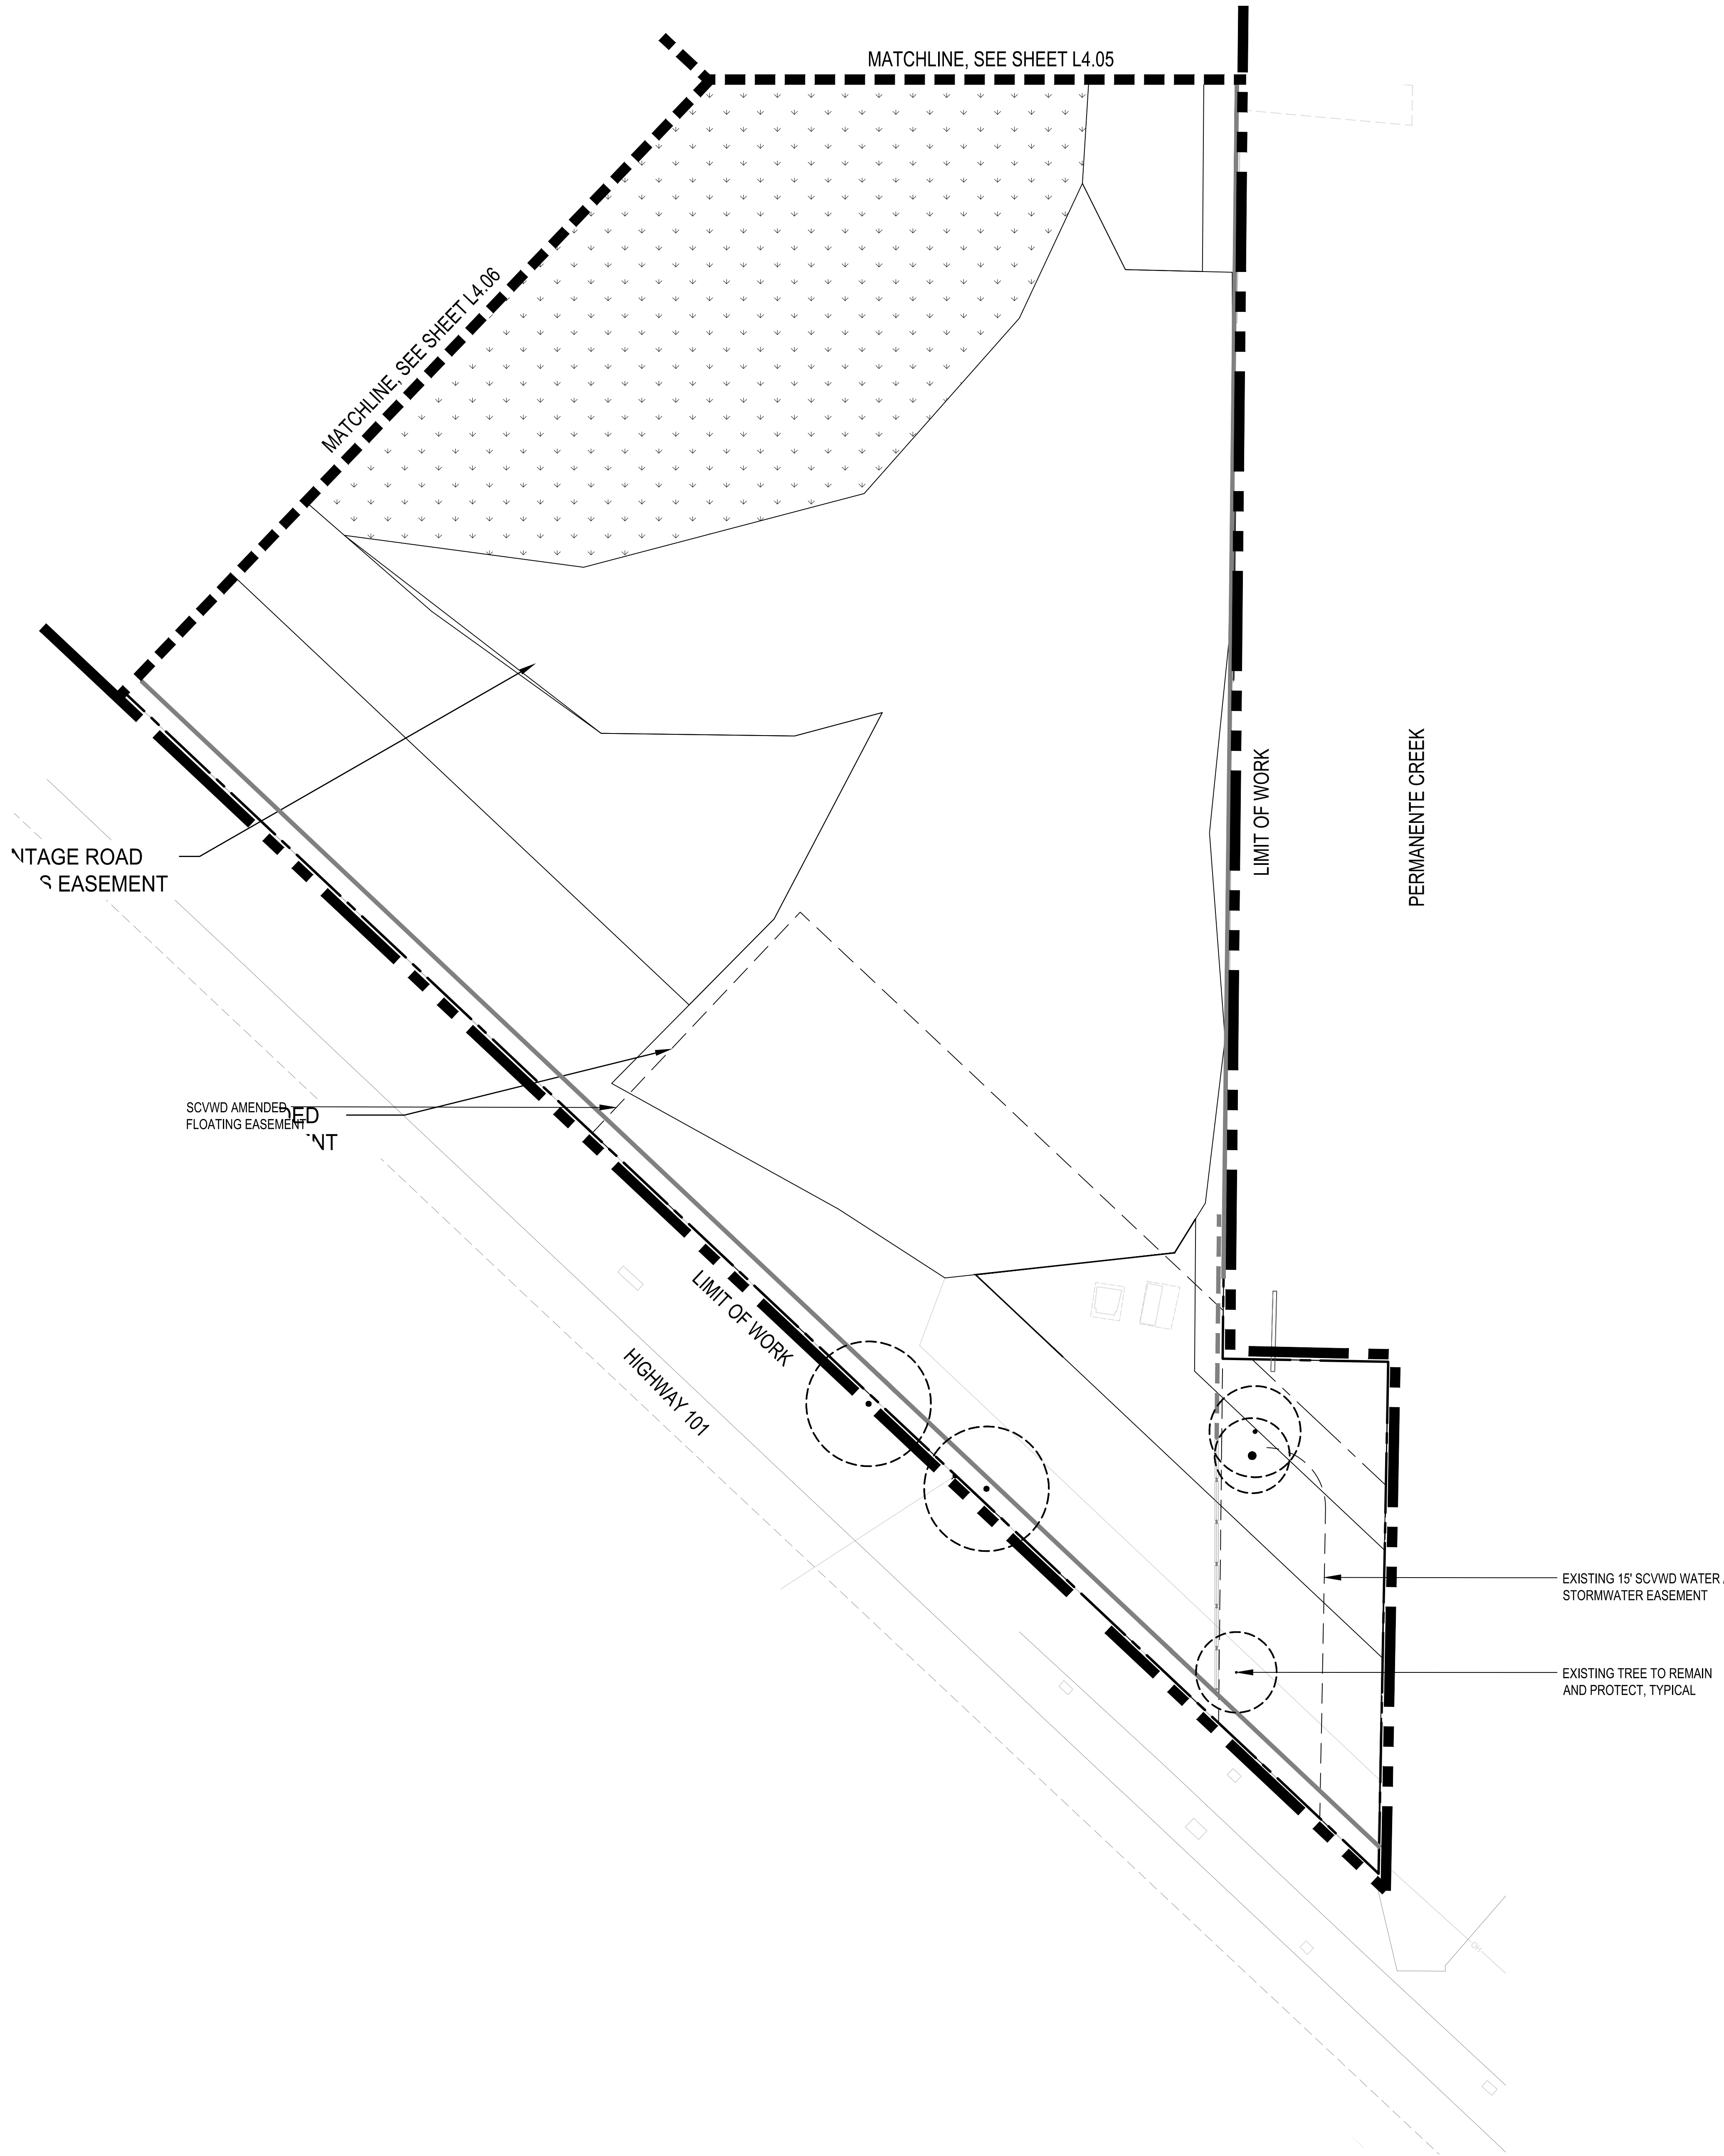 MATCHLINE, SEE SHEET L4.05
MATCHLINE, SEE SHEET L4.06
LIMIT OF WORK
PERMANENTE CREEK
ROAD
EASEMENT
SCVWD AMENDED
FLOATING EASEMENT
LIMIT OF WORK
HIGHWAY 101
EXISTING 15' SCVWD WATER
STORMWATER EASEMENT
EXISTING TREE TO REMAIN
AND PROTECT, TYPICAL
OH